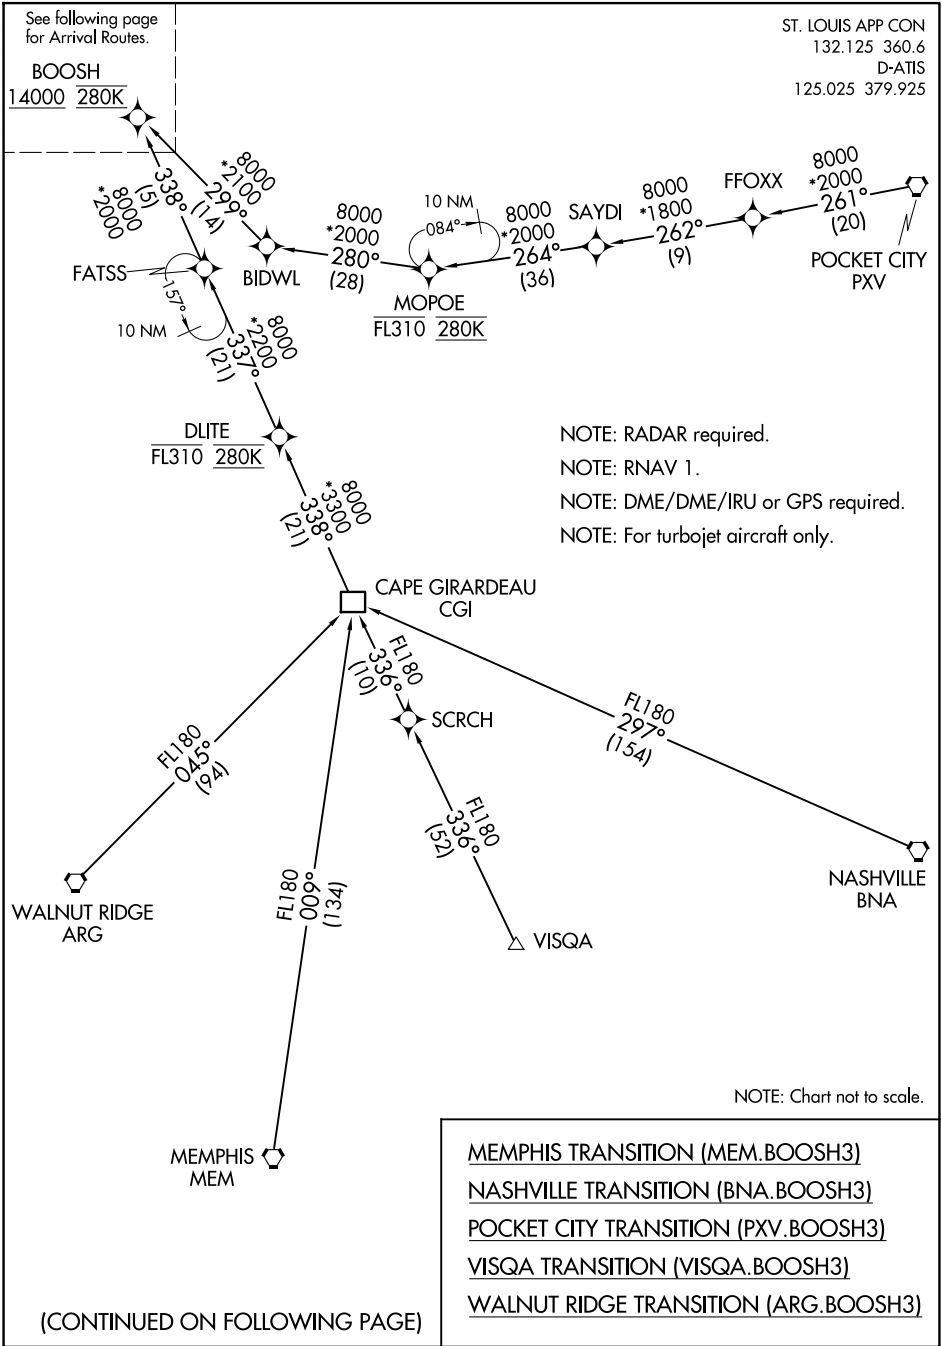 See following page
for Arrival Routes.
ST. LOUIS APP CON
132.125 360.6
D-ATIS
125.025 379.925
BOOSH
14000 280K
8000
*2000
338°
(5)
8000
*2100
299°
(14)
8000
*2000
280°
(28)
10 NM
084°
8000
*2000
264°
(36)
SAYDI
8000
*1800
262°
(9)
FFOXX
8000
*2000
261°
(20)
POCKET CITY
PXV
FATSS
BIDWL
MOPOE
FL310 280K
157°
10 NM
8000
*2200
337°
(21)
DLITE
FL310 280K
NOTE: RADAR required.
NOTE: RNAV 1.
NOTE: DME/DME/IRU or GPS required.
NOTE: For turbojet aircraft only.
8000
*3300
338°
(21)
CAPE GIRARDEAU
CGI
FL180
336°
(10)
SCRCH
FL180
297°
(154)
FL180
045°
(94)
FL180
336°
(52)
FL180
009°
(134)
WALNUT RIDGE
ARG
VISQA
NASHVILLE
BNA
MEMPHIS
MEM
NOTE: Chart not to scale.
MEMPHIS TRANSITION (MEM.BOOSH3)
NASHVILLE TRANSITION (BNA.BOOSH3)
POCKET CITY TRANSITION (PXV.BOOSH3)
VISQA TRANSITION (VISQA.BOOSH3)
WALNUT RIDGE TRANSITION (ARG.BOOSH3)
(CONTINUED ON FOLLOWING PAGE)